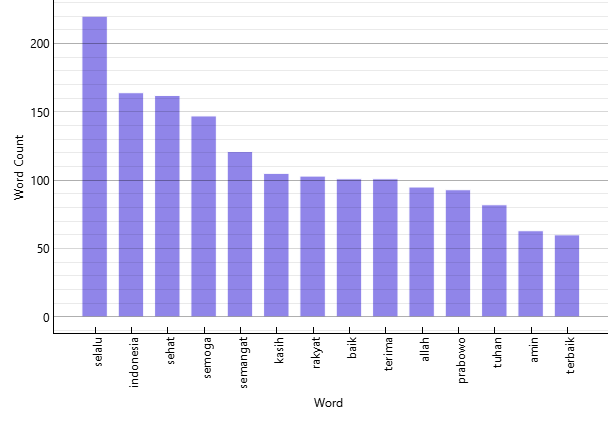 200
150
100
50
0
Word Count
selalu
indonesia
sehat
semoga
semangat
kasih
rakyat
baik
terima
allah
prabowo
tuhan
amin
terbaik
Word